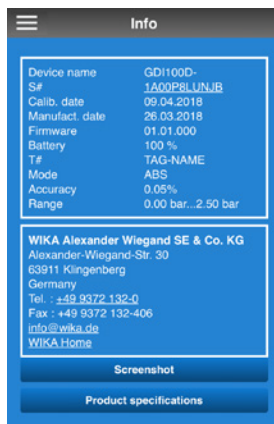 Info
Device name GDI100D-
S# 1A00P8LUNJB
Calib. date 09.04.2018
Manufact. date 26.03.2018
Firmware 01.01.000
Battery 100 %
T# TAG-NAME
Mode ABS
Accuracy 0.05%
Range 0.00 bar...2.50 bar
WIKA Alexander Wiegand SE & Co. KG
Alexander-Wiegand-Str. 30
63911 Klingenberg
Germany
Tel. : +49 9372 132-0
Fax : +49 9372 132-406
info@wika.de
WIKA Home
Screenshot
Product specifications